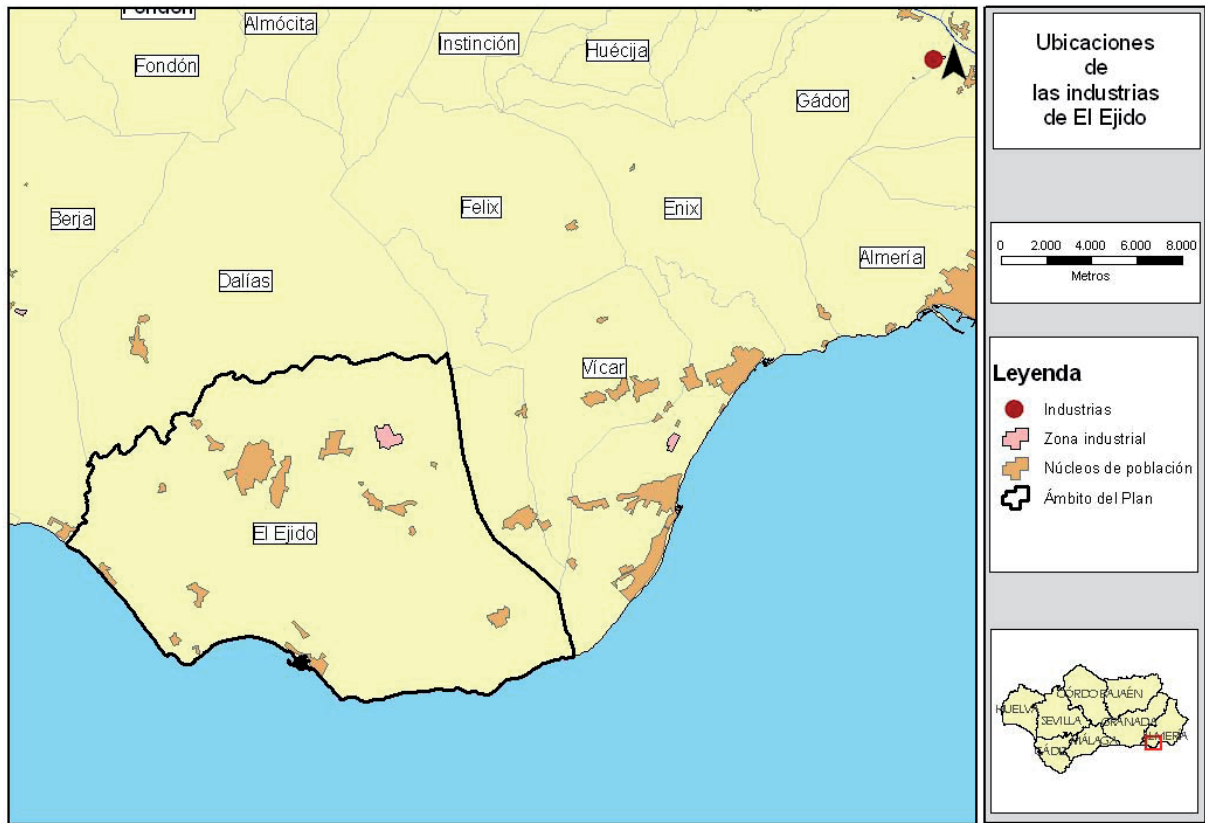 Fondón
Almócita
Instinción
Huécija
Fondón
Gádor
Berja
Felix
Enix
Almería
Dalías
Vícar
El Ejido
Ubicaciones
de
las industrias
de El Ejido
0 2.000 4.000 6.000 8.000
Metros
Leyenda
Industrias
Zona industrial
Núcleos de población
Ámbito del Plan
CÓRDOBAJAÉN
HUELVA
SEVILLA
GRANADA
ALMERÍA
MÁLAGA
CÁDIZ